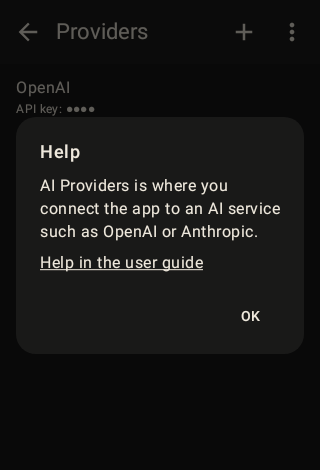 Providers
OpenAI
API key: ••••
Help
AI Providers is where you
connect the app to an AI service
such as OpenAI or Anthropic.
Help in the user guide
OK